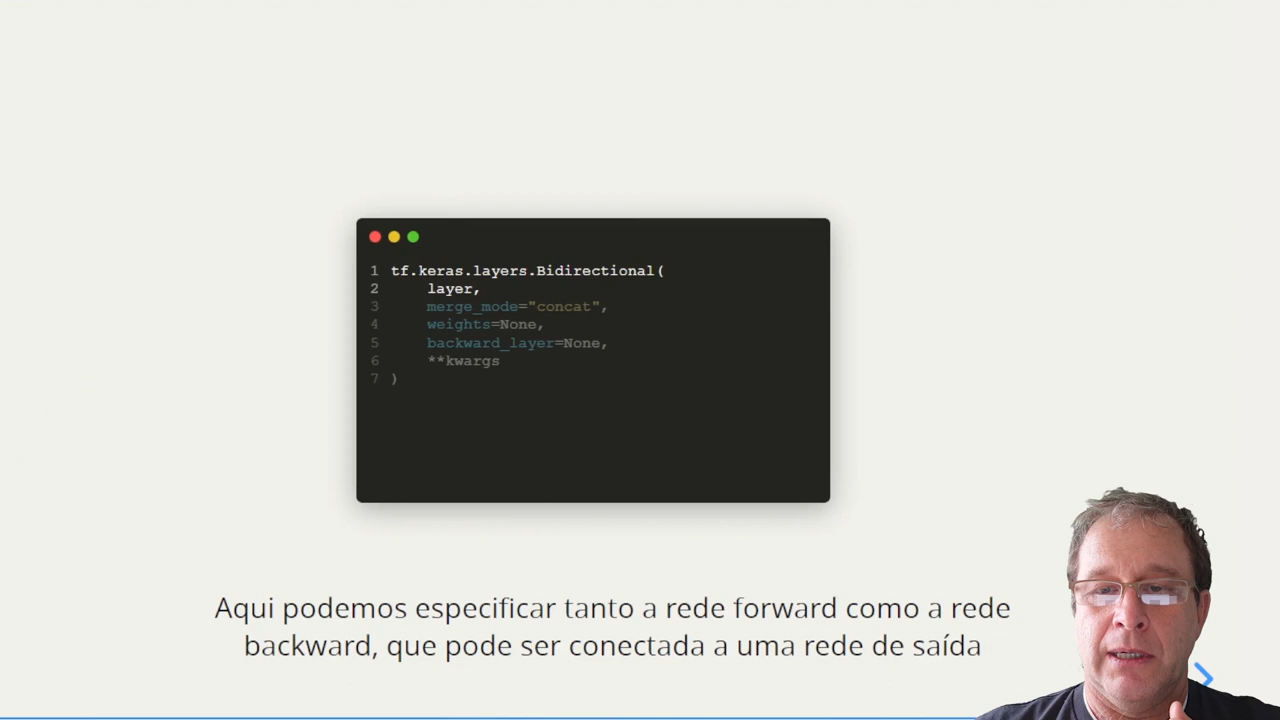 1 tf.keras.layers.Bidirectional(
2     layer,
3     merge_mode="concat",
4     weights=None,
5     backward_layer=None,
6     **kwargs
7 )
Aqui podemos especificar tanto a rede forward como a rede
backward, que pode ser conectada a uma rede de saída